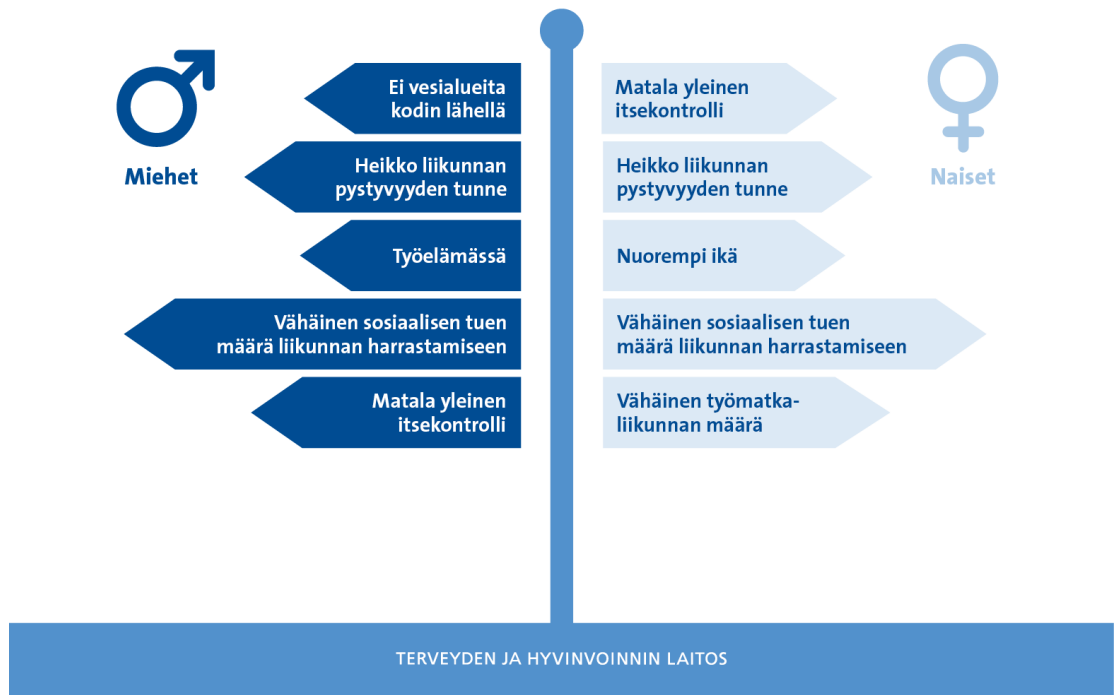 Miehet
Ei vesialueita
kodin lähellä
Heikko liikunnan
pystyvyyden tunne
Työelämässä
Vähäinen sosiaalisen tuen
määrä liikunnan harrastamiseen
Matala yleinen
itsekontrolli
Naiset
Matala yleinen
itsekontrolli
Heikko liikunnan
pystyvyyden tunne
Nuorempi ikä
Vähäinen sosiaalisen tuen
määrä liikunnan harrastamiseen
Vähäinen työmatka-
liikunnan määrä
TERVEYDEN JA HYVINVOINNIN LAITOS